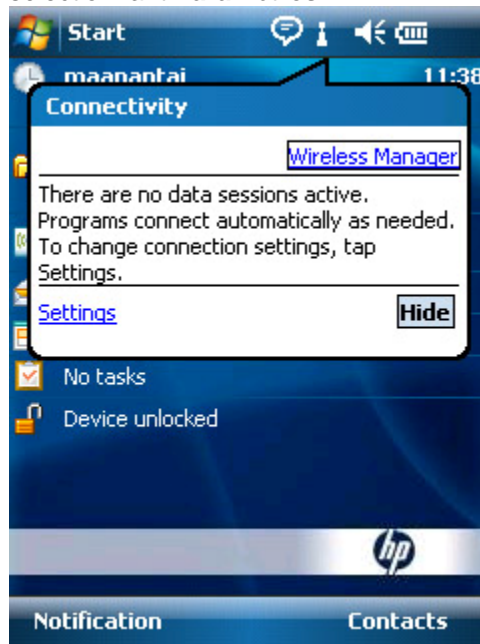 Start
maanantai 11:38
Connectivity
Wireless Manager
There are no data sessions active.
Programs connect automatically as needed.
To change connection settings, tap
Settings.
Settings Hide
No tasks
Device unlocked
hp
Notification Contacts